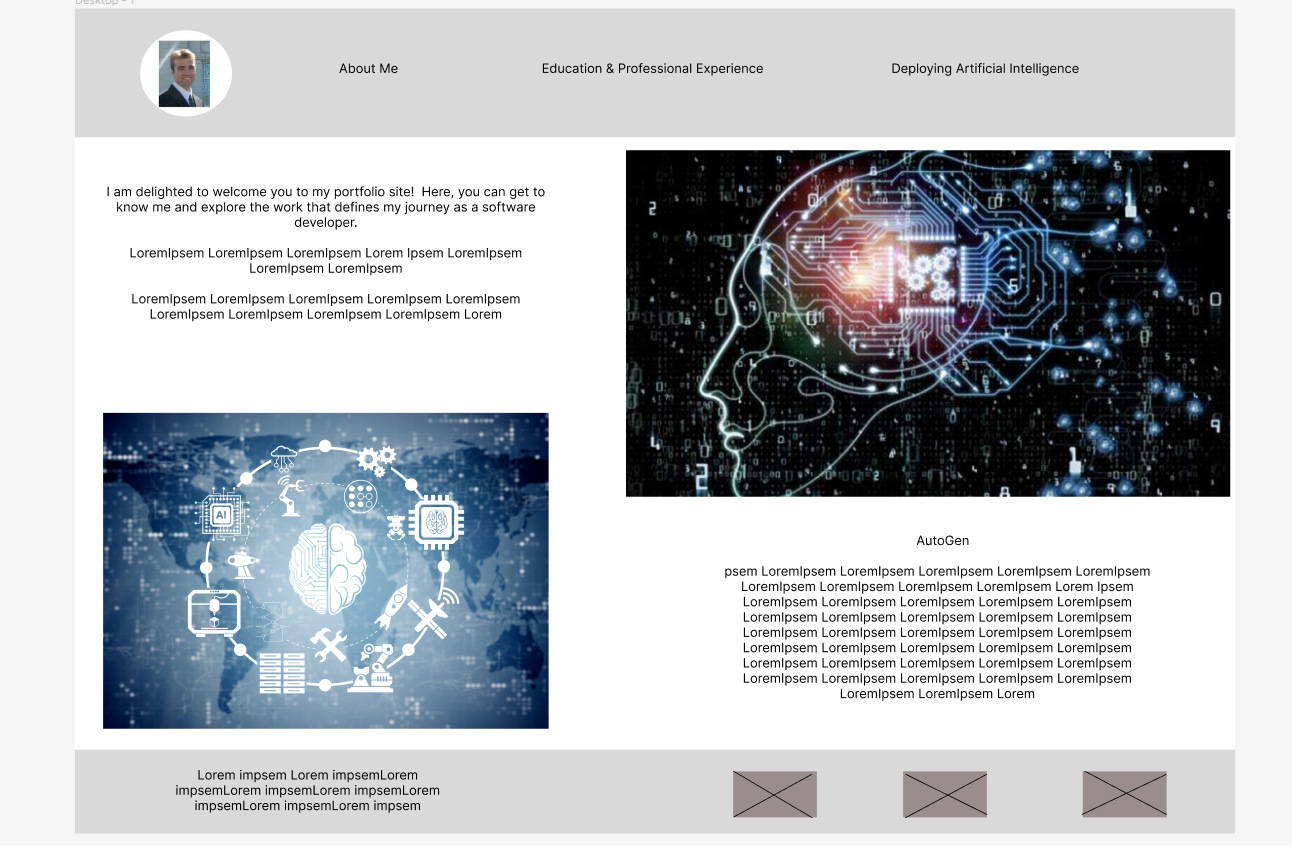 Desktop - 1
About Me
Education & Professional Experience
Deploying Artificial Intelligence
I am delighted to welcome you to my portfolio site!  Here, you can get to
know me and explore the work that defines my journey as a software
developer.
LoremIpsem LoremIpsem LoremIpsem Lorem Ipsem LoremIpsem
LoremIpsem LoremIpsem
LoremIpsem LoremIpsem LoremIpsem LoremIpsem LoremIpsem
LoremIpsem LoremIpsem LoremIpsem LoremIpsem Lorem
AI
AutoGen
psem LoremIpsem LoremIpsem LoremIpsem LoremIpsem LoremIpsem
LoremIpsem LoremIpsem LoremIpsem LoremIpsem Lorem Ipsem
LoremIpsem LoremIpsem LoremIpsem LoremIpsem LoremIpsem
LoremIpsem LoremIpsem LoremIpsem LoremIpsem LoremIpsem
LoremIpsem LoremIpsem LoremIpsem LoremIpsem LoremIpsem
LoremIpsem LoremIpsem LoremIpsem LoremIpsem LoremIpsem
LoremIpsem LoremIpsem LoremIpsem LoremIpsem LoremIpsem
LoremIpsem LoremIpsem LoremIpsem LoremIpsem LoremIpsem
LoremIpsem LoremIpsem Lorem
Lorem impsem Lorem impsemLorem
impsemLorem impsemLorem impsemLorem
impsemLorem impsemLorem impsem